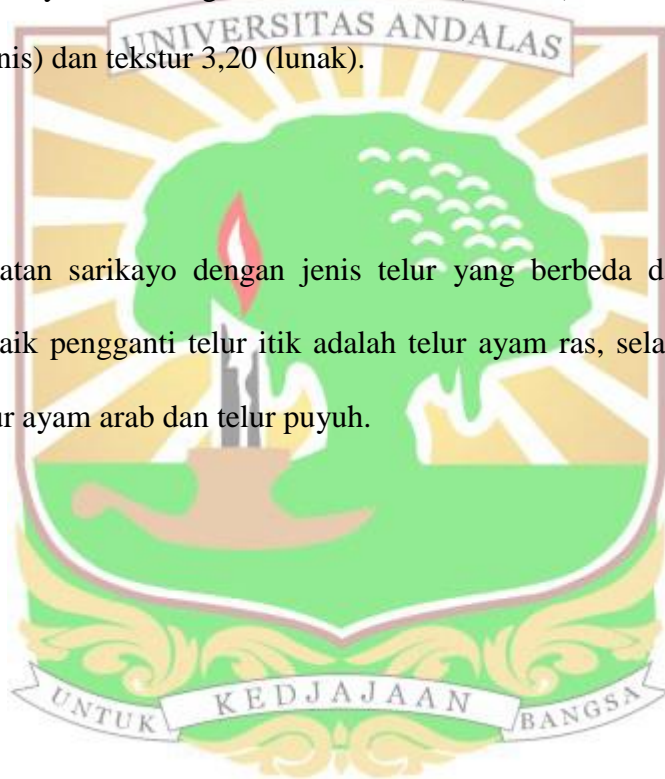 UNIVERSITAS ANDALAS
nis) dan tekstur 3,20 (lunak).
atan sarikayo dengan jenis telur yang berbeda d
aik pengganti telur itik adalah telur ayam ras, sela
ur ayam arab dan telur puyuh.
UNTUK KEDJAJAAN BANGSA